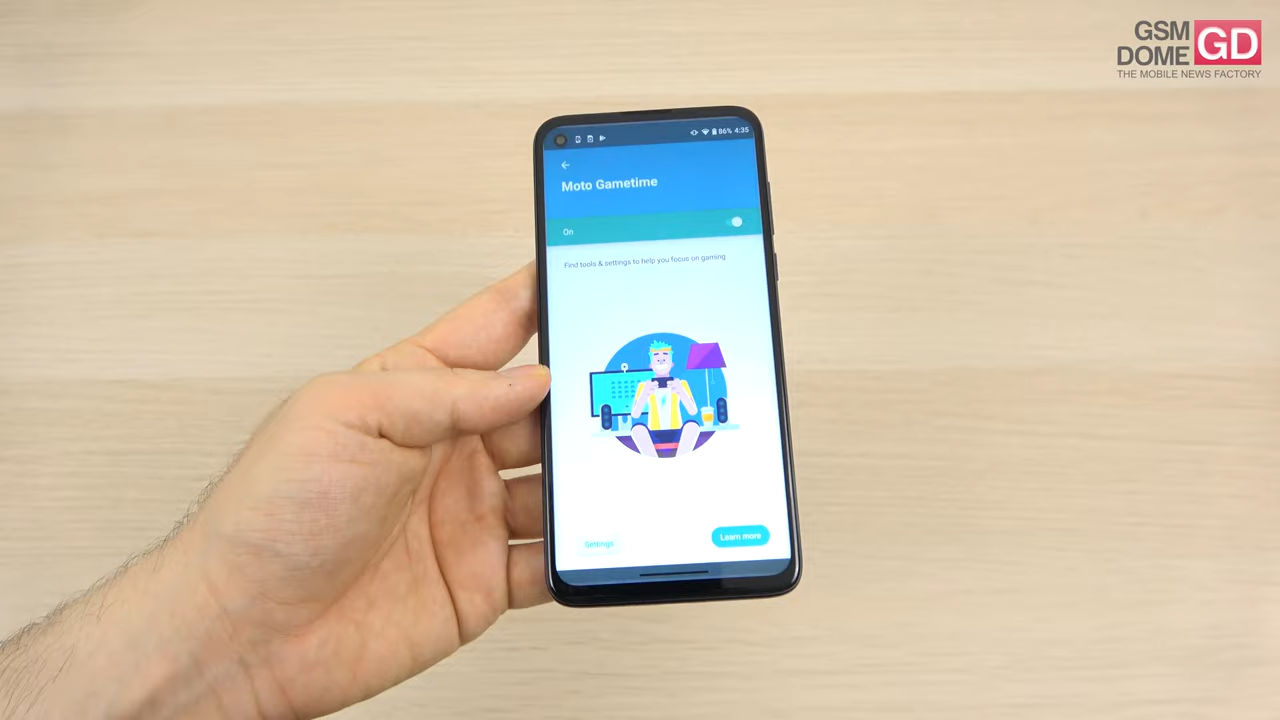 GSM
DOME
GD
THE MOBILE NEWS FACTORY
86% 4:35
Moto Gametime
On
Find tools & settings to help you focus on gaming
Settings
Learn more